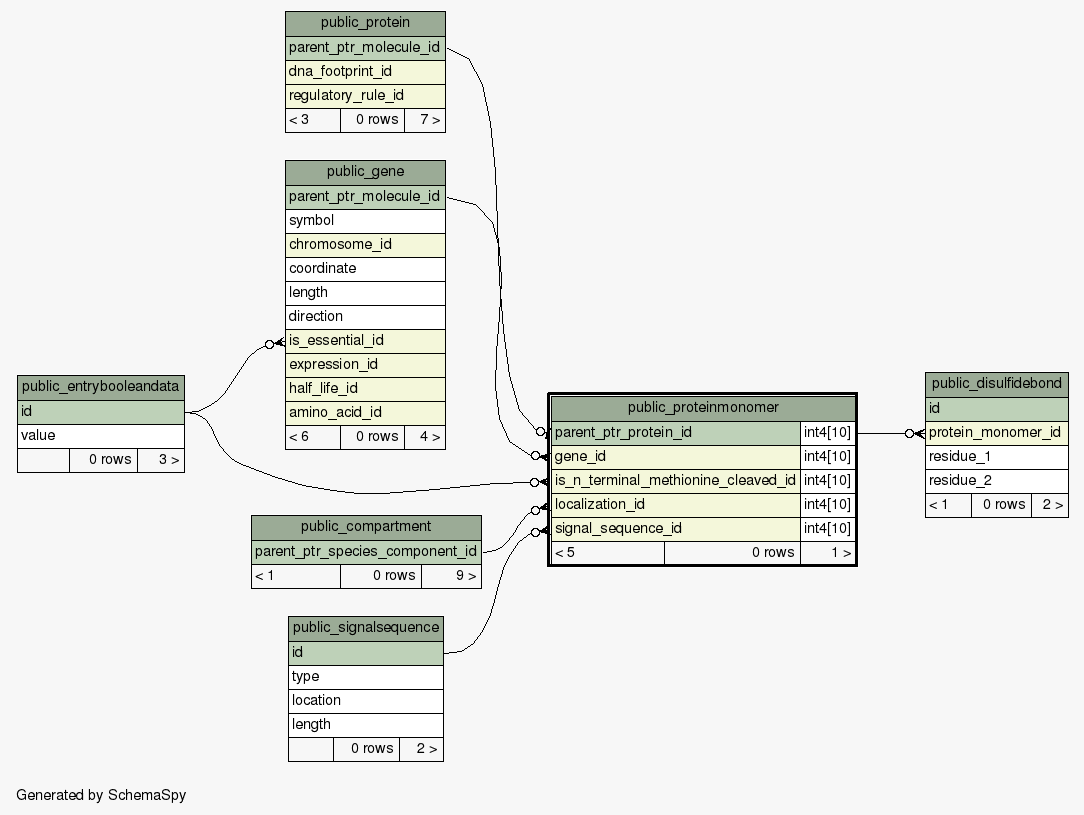 public_protein
parent_ptr_molecule_id
dna_footprint_id
regulatory_rule_id
< 3 0 rows 7 >
public_gene
parent_ptr_molecule_id
symbol
chromosome_id
coordinate
length
direction
is_essential_id
expression_id
half_life_id
amino_acid_id
< 6 0 rows 4 >
public_entrybooleandata
id
value
0 rows 3 >
public_compartment
parent_ptr_species_component_id
< 1 0 rows 9 >
public_signalsequence
id
type
location
length
0 rows 2 >
public_proteinmonomer
parent_ptr_protein_id int4[10]
gene_id int4[10]
is_n_terminal_methionine_cleaved_id int4[10]
localization_id int4[10]
signal_sequence_id int4[10]
< 5 0 rows 1 >
public_disulfidebond
id
protein_monomer_id
residue_1
residue_2
< 1 0 rows 2 >
Generated by SchemaSpy